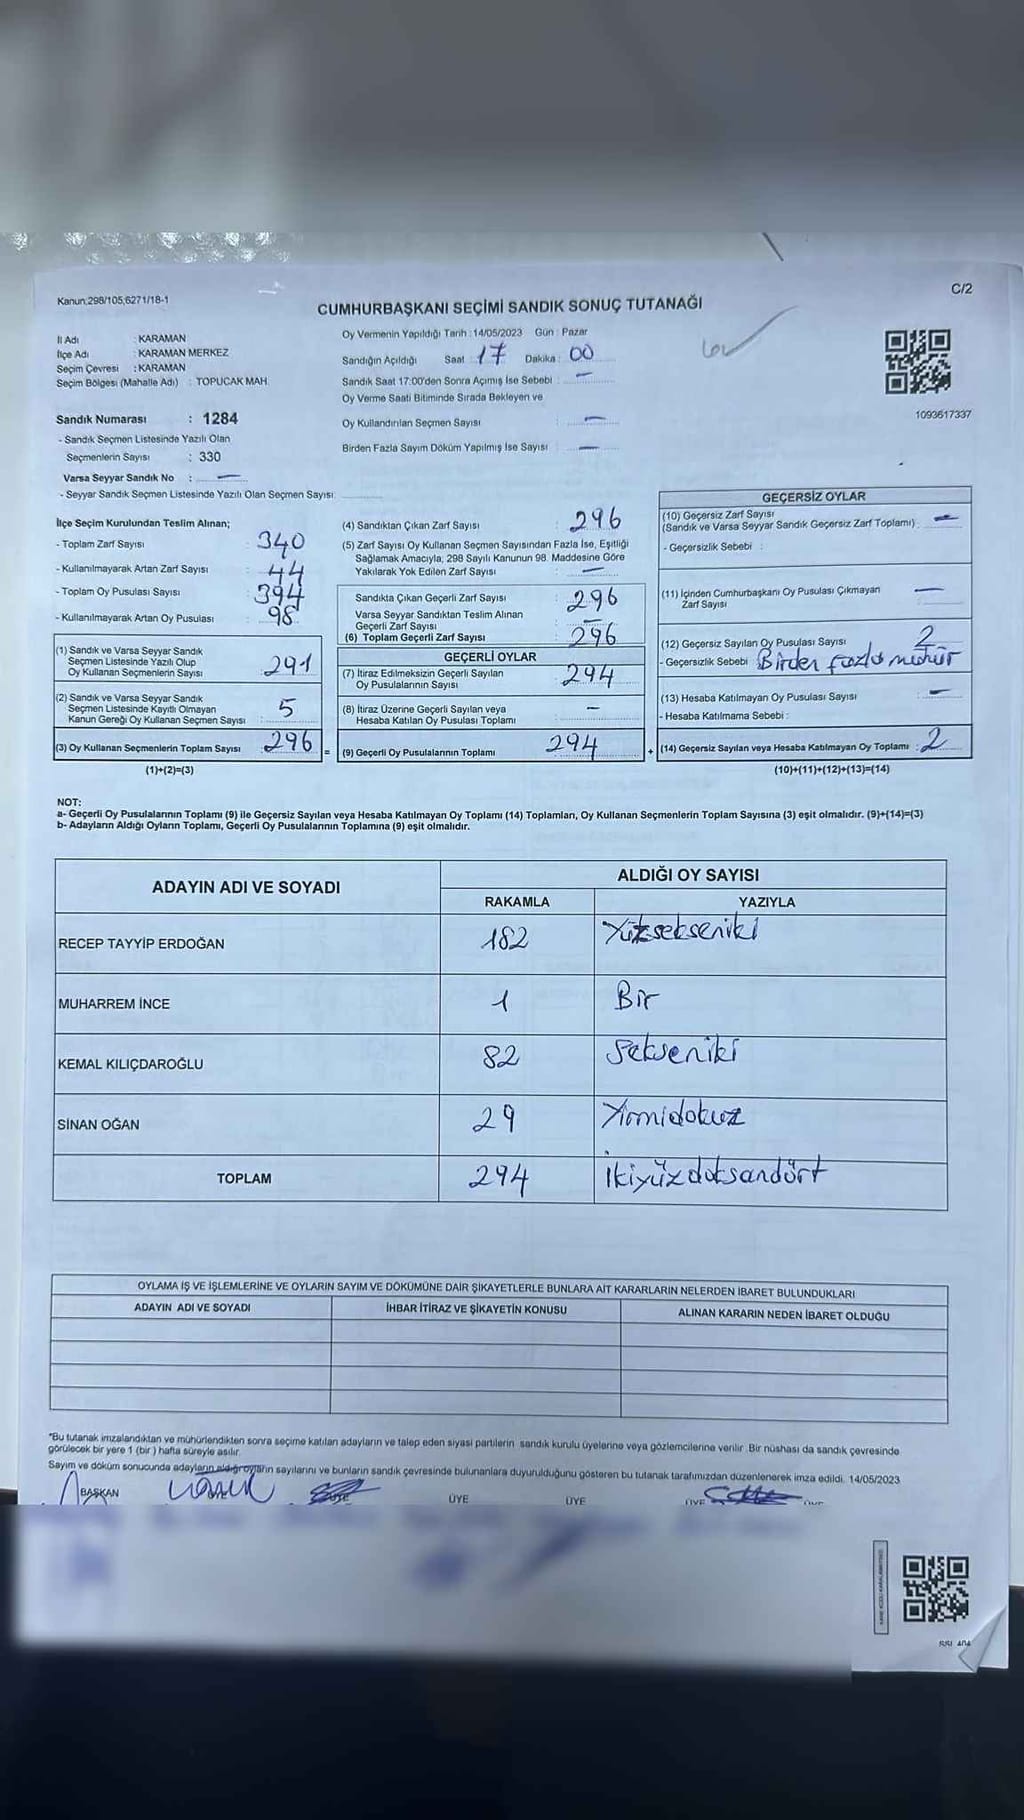 Kanun;298/105,6271/18-1
C/2
CUMHURBAŞKANI SEÇİMİ SANDIK SONUÇ TUTANAĞI
İl Adı : KARAMAN
İlçe Adı : KARAMAN MERKEZ
Seçim Çevresi : KARAMAN
Seçim Bölgesi (Mahalle Adı) : TOPUCAK MAH.
Sandık Numarası : 1284
- Sandık Seçmen Listesinde Yazılı Olan
Seçmenlerin Sayısı : 330
Varsa Seyyar Sandık No : —
- Seyyar Sandık Seçmen Listesinde Yazılı Olan Seçmen Sayısı:
Oy Vermenin Yapıldığı Tarih : 14/05/2023 Gün : Pazar
Sandığın Açıldığı Saat 17 Dakika : 00
Sandık Saat 17:00'den Sonra Açımış İse Sebebi : —
Oy Verme Saati Bitiminde Sırada Bekleyen ve
Oy Kullandırılan Seçmen Sayısı : —
Birden Fazla Sayım Döküm Yapılmış İse Sayısı : —
1093617337
İlçe Seçim Kurulundan Teslim Alınan;
- Toplam Zarf Sayısı : 340
- Kullanılmayarak Artan Zarf Sayısı : 44
- Toplam Oy Pusulası Sayısı : 394
- Kullanılmayarak Artan Oy Pusulası : 98
(1) Sandık ve Varsa Seyyar Sandık
Seçmen Listesinde Yazılı Olup
Oy Kullanan Seçmenlerin Sayısı 291
(2) Sandık ve Varsa Seyyar Sandık
Seçmen Listesinde Kayıtlı Olmayan
Kanun Gereği Oy Kullanan Seçmen Sayısı 5
(3) Oy Kullanan Seçmenlerin Toplam Sayısı 296 =
(1)+(2)=(3)
(4) Sandıktan Çıkan Zarf Sayısı : 296
(5) Zarf Sayısı Oy Kullanan Seçmen Sayısından Fazla İse, Eşitliği
Sağlamak Amacıyla, 298 Sayılı Kanunun 98. Maddesine Göre
Yakılarak Yok Edilen Zarf Sayısı : —
Sandıkta Çıkan Geçerli Zarf Sayısı : 296
Varsa Seyyar Sandıktan Teslim Alınan
Geçerli Zarf Sayısı : —
(6) Toplam Geçerli Zarf Sayısı : 296
GEÇERLİ OYLAR
(7) İtiraz Edilmeksizin Geçerli Sayılan
Oy Pusulalarının Sayısı : 294
(8) İtiraz Üzerine Geçerli Sayılan veya
Hesaba Katılan Oy Pusulası Toplamı : —
(9) Geçerli Oy Pusulalarının Toplamı 294 +
GEÇERSİZ OYLAR
(10) Geçersiz Zarf Sayısı
(Sandık ve Varsa Seyyar Sandık Geçersiz Zarf Toplamı) : —
- Geçersizlik Sebebi :
(11) İçinden Cumhurbaşkanı Oy Pusulası Çıkmayan
Zarf Sayısı : —
(12) Geçersiz Sayılan Oy Pusulası Sayısı : 2
- Geçersizlik Sebebi : Birden fazla mühür
(13) Hesaba Katılmayan Oy Pusulası Sayısı : —
- Hesaba Katılmama Sebebi :
(14) Geçersiz Sayılan veya Hesaba Katılmayan Oy Toplamı : 2
(10)+(11)+(12)+(13)=(14)
NOT:
a- Geçerli Oy Pusulalarının Toplamı (9) ile Geçersiz Sayılan veya Hesaba Katılmayan Oy Toplamı (14) Toplamları, Oy Kullanan Seçmenlerin Toplam Sayısına (3) eşit olmalıdır. (9)+(14)=(3)
b- Adayların Aldığı Oyların Toplamı, Geçerli Oy Pusulalarının Toplamına (9) eşit olmalıdır.
ADAYIN ADI VE SOYADI
ALDIĞI OY SAYISI
RAKAMLA YAZIYLA
RECEP TAYYİP ERDOĞAN 182 Yüzsekseniki
MUHARREM İNCE 1 Bir
KEMAL KILIÇDAROĞLU 82 Sekseniki
SİNAN OĞAN 29 Yirmidokuz
TOPLAM 294 İkiyüzdoksandört
OYLAMA İŞ VE İŞLEMLERİNE VE OYLARIN SAYIM VE DÖKÜMÜNE DAİR ŞİKAYETLERLE BUNLARA AİT KARARLARIN NELERDEN İBARET BULUNDUKLARI
ADAYIN ADI VE SOYADI İHBAR İTİRAZ VE ŞİKAYETİN KONUSU ALINAN KARARIN NEDEN İBARET OLDUĞU
*Bu tutanak imzalandıktan ve mühürlendikten sonra seçime katılan adayların ve talep eden siyasi partilerin sandık kurulu üyelerine veya gözlemcilerine verilir. Bir nüshası da sandık çevresinde
görülecek bir yere 1 (bir) hafta süreyle asılır.
Sayım ve döküm sonucunda adayların aldığı oyların sayılarını ve bunların sandık çevresinde bulunanlara duyurulduğunu gösteren bu tutanak tarafımızdan düzenlenerek imza edildi. 14/05/2023
BAŞKAN ÜYE ÜYE ÜYE ÜYE ÜYE ÜYE